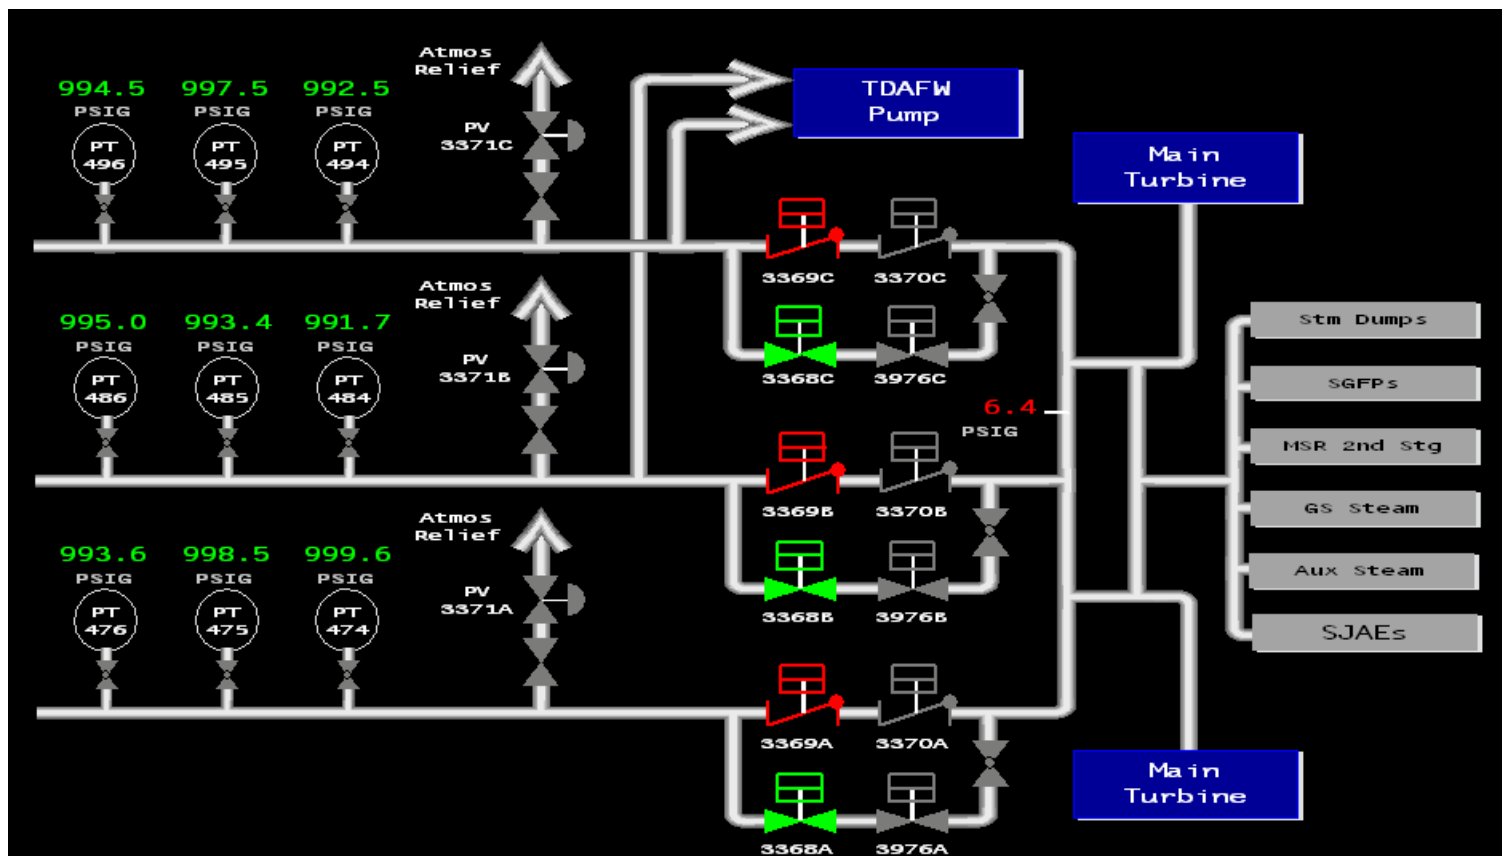 Atmos
Relief
994.5 997.5 992.5
PSIG PSIG PSIG
PT PT PT
496 495 494
PV
3371C
TDAFW
Pump
Main
Turbine
3369C 3370C
3368C 3976C
Atmos
Relief
995.0 993.4 991.7
PSIG PSIG PSIG
PT PT PT
486 485 484
PV
3371B
6.4
PSIG
3369B 3370B
3368B 3976B
Stm Dumps
SGFPs
MSR 2nd Stg
GS Steam
Aux Steam
SJAEs
Atmos
Relief
993.6 998.5 999.6
PSIG PSIG PSIG
PT PT PT
476 475 474
PV
3371A
3369A 3370A
3368A 3976A
Main
Turbine